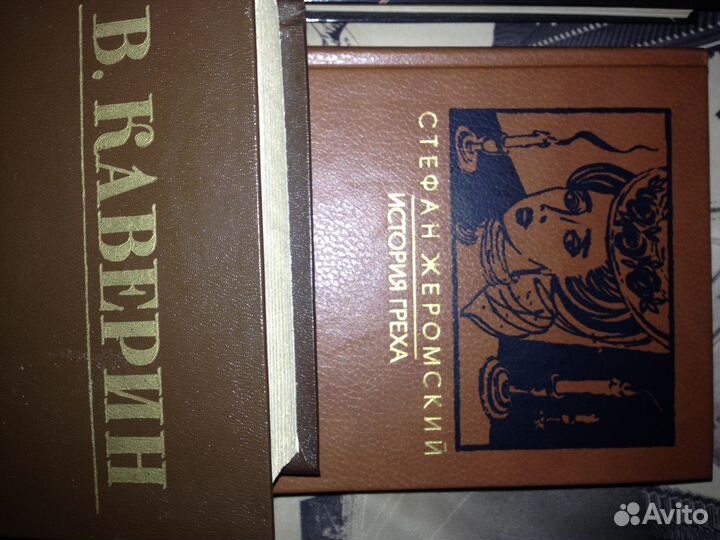 В. КАВЕРИН
СТЕФАН ЖЕРОМСКИЙ
ИСТОРИЯ ГРЕХА
Avito